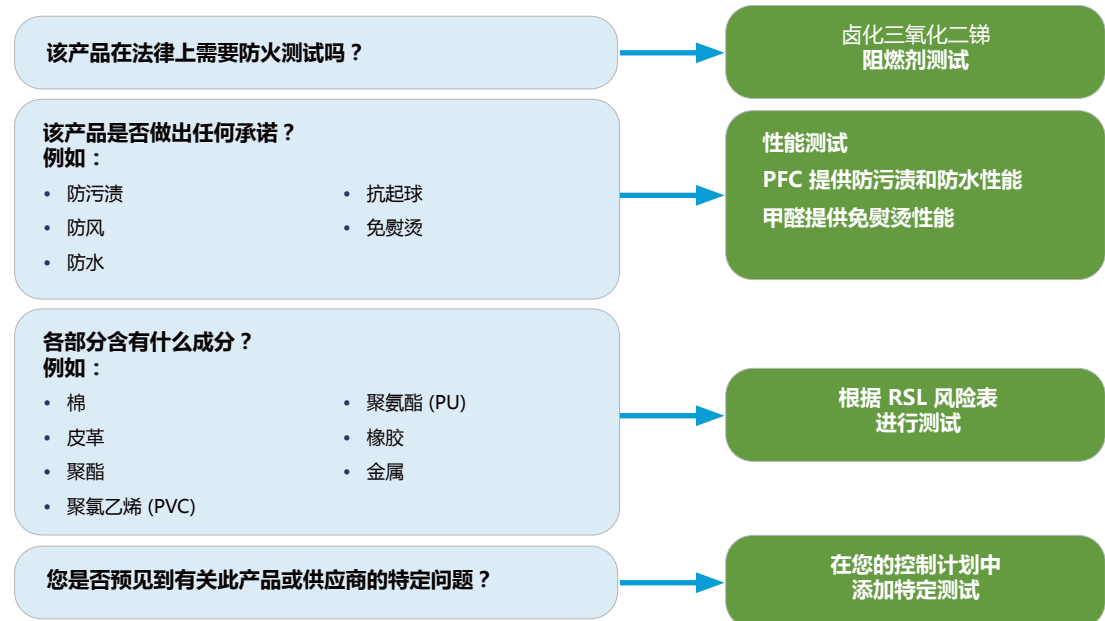 该产品在法律上需要防火测试吗？
卤化三氧化二锑
阻燃剂测试
该产品是否做出任何承诺？
例如：
• 防污渍
• 防风
• 防水
• 抗起球
• 免熨烫
性能测试
PFC 提供防污渍和防水性能
甲醛提供免熨烫性能
各部分含有什么成分？
例如：
• 棉
• 皮革
• 聚酯
• 聚氯乙烯 (PVC)
• 聚氨酯 (PU)
• 橡胶
• 金属
根据 RSL 风险表
进行测试
您是否预见到有关此产品或供应商的特定问题？
在您的控制计划中
添加特定测试